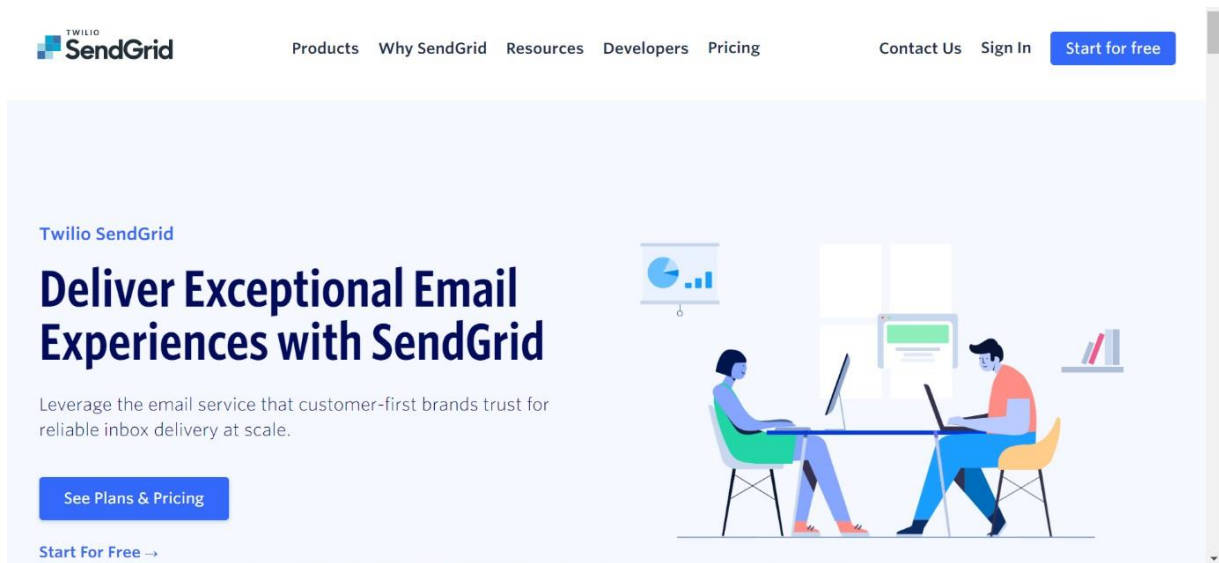 TWILIO
SendGrid
Products Why SendGrid Resources Developers Pricing Contact Us Sign In Start for free
Twilio SendGrid
Deliver Exceptional Email
Experiences with SendGrid
Leverage the email service that customer-first brands trust for
reliable inbox delivery at scale.
See Plans & Pricing
Start For Free →